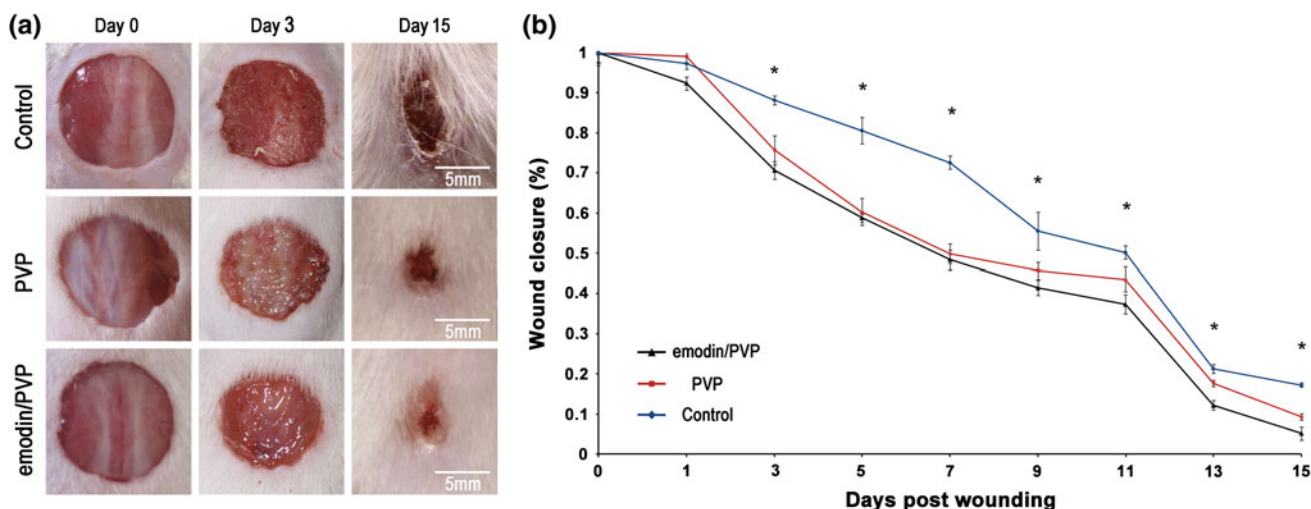 (a)
Day 0 Day 3 Day 15
Control
5mm
PVP
5mm
emodin/PVP
5mm
(b)
Wound closure (%)
1
0.9
0.8
0.7
0.6
0.5
0.4
0.3
0.2
0.1
0
* * * * * * *
emodin/PVP
PVP
Control
0 1 3 5 7 9 11 13 15
Days post wounding